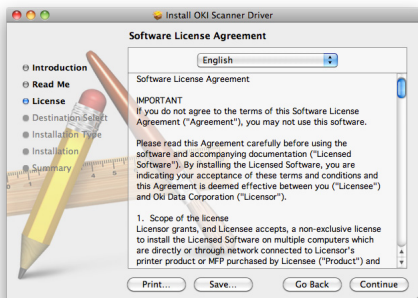 Install OKI Scanner Driver
Software License Agreement
English
Introduction
Read Me
License
Destination Select
Installation Type
Installation
Summary
Software License Agreement
IMPORTANT
If you do not agree to the terms of this Software License
Agreement ("Agreement"), you may not use this software.
Please read this Agreement carefully before using the
software and accompanying documentation ("Licensed
Software"). By installing the Licensed Software, you are
indicating your acceptance of these terms and conditions and
this Agreement is deemed effective between you ("Licensee")
and Oki Data Corporation ("Licensor").
1. Scope of the license
Licensor grants, and Licensee accepts, a non-exclusive license
to install the Licensed Software on multiple computers which
are directly or through network connected to Licensor's
printer product or MFP purchased by Licensee ("Product") and
Print... Save... Go Back Continue